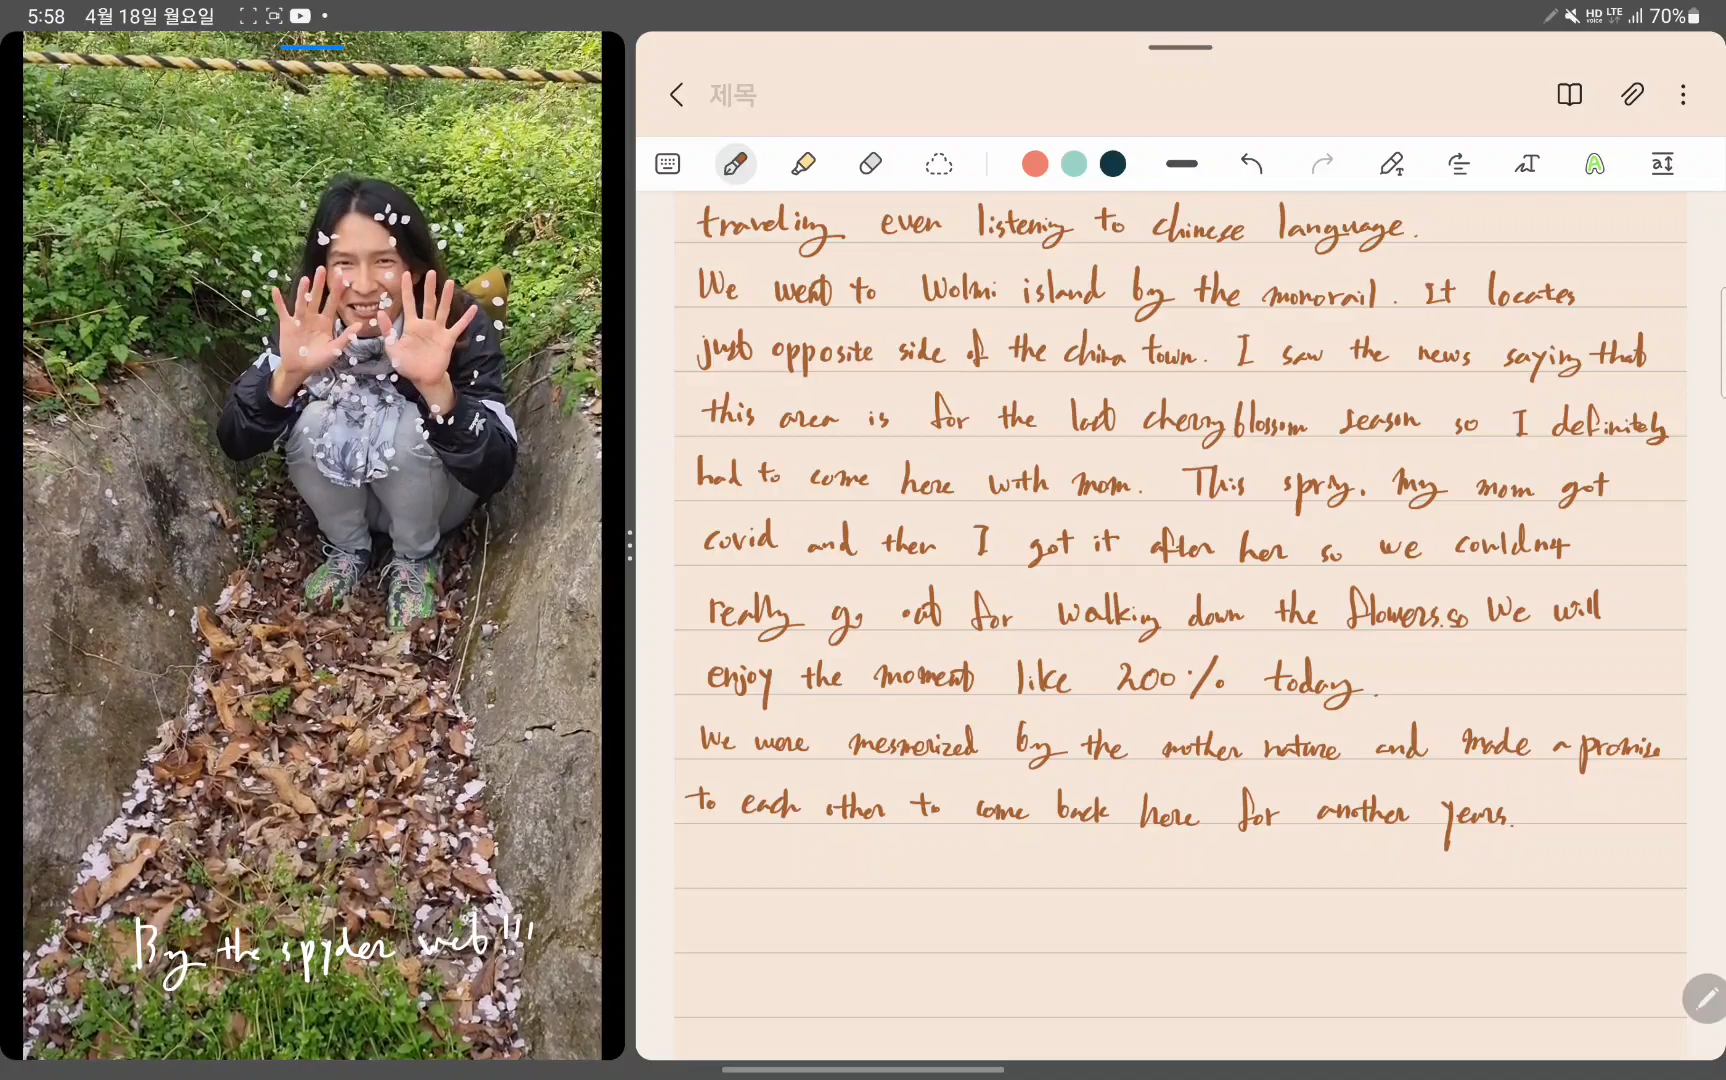 5:58 4월 18일 월요일
HD voice LTE 70%
제목
traveling even listening to chinese language.
We went to Wolmi island by the monorail. It locates
just opposite side of the china town. I saw the news saying that
this area is for the last cherry blossom season so I definitely
had to come here with mom. This spring, my mom got
covid and then I got it after her so we couldn't
really go out for walking down the flowers.so We will
enjoy the moment like 200% today.
We were mesmerized by the mother nature and made a promise
to each other to come back here for another years.
By the spyder web!!!